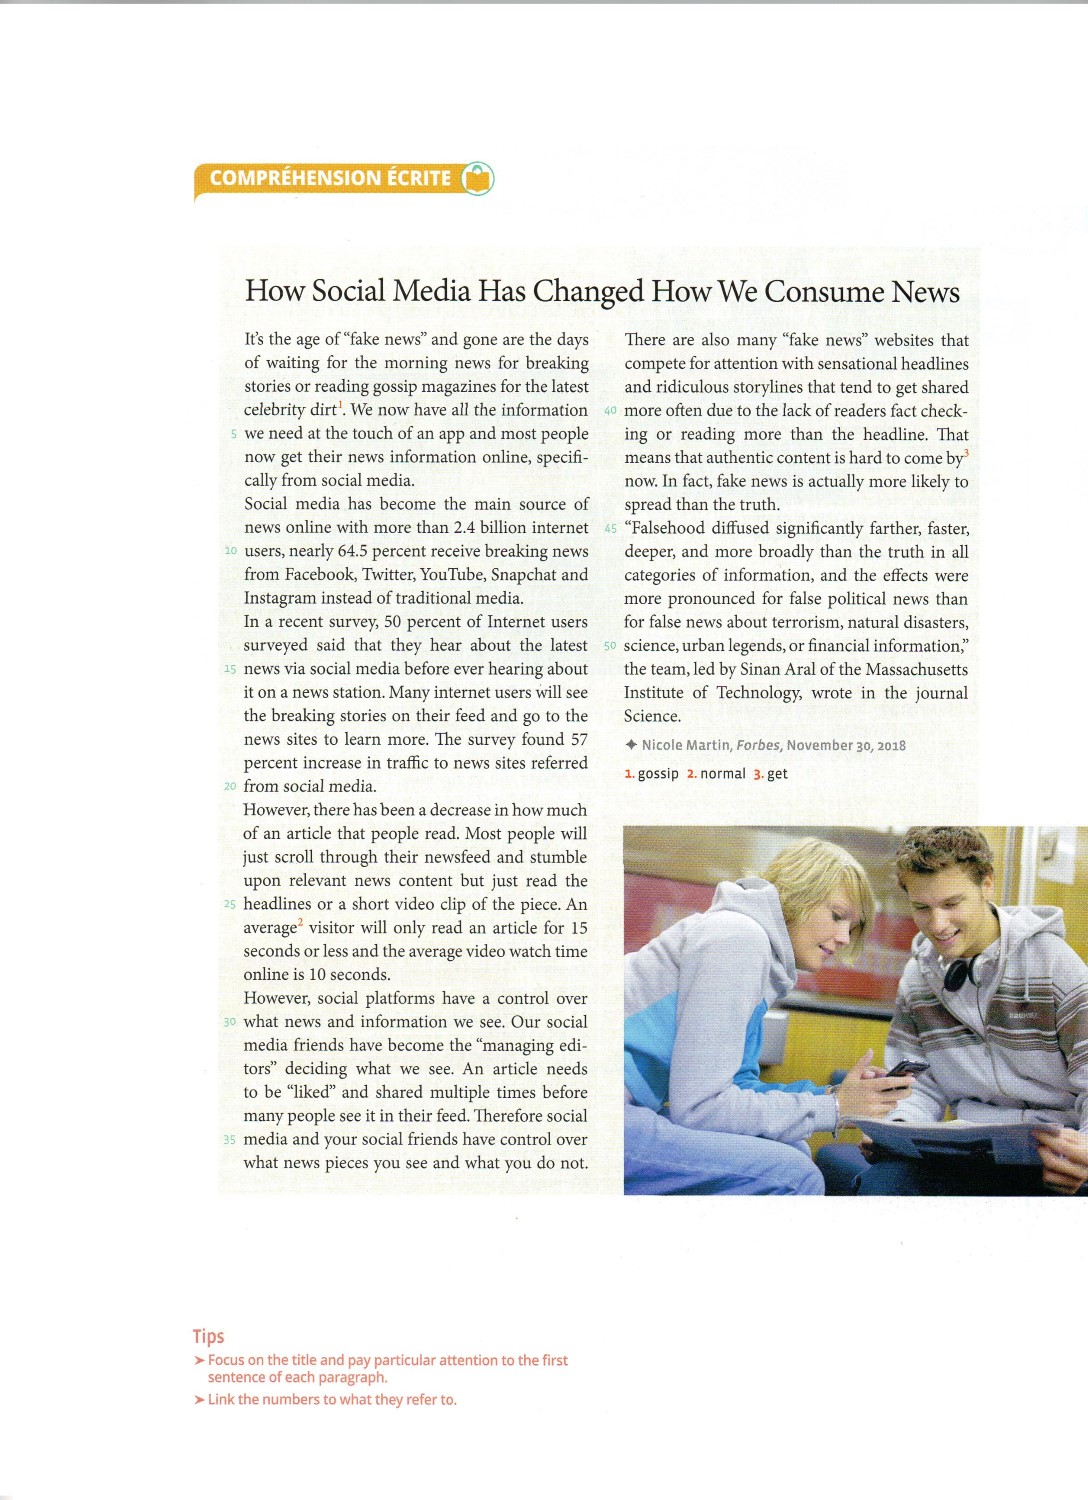 COMPRÉHENSION ÉCRITE
How Social Media Has Changed How We Consume News
It's the age of “fake news” and gone are the days
of waiting for the morning news for breaking
stories or reading gossip magazines for the latest
celebrity dirt1. We now have all the information
5 we need at the touch of an app and most people
now get their news information online, specifi-
cally from social media.
Social media has become the main source of
news online with more than 2.4 billion internet
10 users, nearly 64.5 percent receive breaking news
from Facebook, Twitter, YouTube, Snapchat and
Instagram instead of traditional media.
In a recent survey, 50 percent of Internet users
surveyed said that they hear about the latest
15 news via social media before ever hearing about
it on a news station. Many internet users will see
the breaking stories on their feed and go to the
news sites to learn more. The survey found 57
percent increase in traffic to news sites referred
20 from social media.
However, there has been a decrease in how much
of an article that people read. Most people will
just scroll through their newsfeed and stumble
upon relevant news content but just read the
25 headlines or a short video clip of the piece. An
average2 visitor will only read an article for 15
seconds or less and the average video watch time
online is 10 seconds.
However, social platforms have a control over
30 what news and information we see. Our social
media friends have become the “managing edi-
tors” deciding what we see. An article needs
to be “liked” and shared multiple times before
many people see it in their feed. Therefore social
35 media and your social friends have control over
what news pieces you see and what you do not.
There are also many “fake news” websites that
compete for attention with sensational headlines
and ridiculous storylines that tend to get shared
40 more often due to the lack of readers fact check-
ing or reading more than the headline. That
means that authentic content is hard to come by3
now. In fact, fake news is actually more likely to
spread than the truth.
45 “Falsehood diffused significantly farther, faster,
deeper, and more broadly than the truth in all
categories of information, and the effects were
more pronounced for false political news than
for false news about terrorism, natural disasters,
50 science, urban legends, or financial information,”
the team, led by Sinan Aral of the Massachusetts
Institute of Technology, wrote in the journal
Science.
✦ Nicole Martin, Forbes, November 30, 2018
1. gossip 2. normal 3. get
Tips
➤ Focus on the title and pay particular attention to the first
sentence of each paragraph.
➤ Link the numbers to what they refer to.